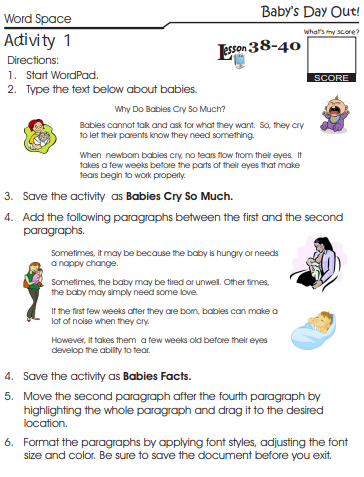 Word Space
Baby's Day Out!
Activity 1
Lesson 38-40
What's my score?
SCORE
Directions:
1. Start WordPad.
2. Type the text below about babies.
Why Do Babies Cry So Much?
Babies cannot talk and ask for what they want. So, they cry
to let their parents know they need something.
When newborn babies cry, no tears flow from their eyes. It
takes a few weeks before the parts of their eyes that make
tears begin to work properly.
3. Save the activity as Babies Cry So Much.
4. Add the following paragraphs between the first and the second
paragraphs.
Sometimes, it may be because the baby is hungry or needs
a nappy change.
Sometimes, the baby may be tired or unwell. Other times,
the baby may simply need some love.
If the first few weeks after they are born, babies can make a
lot of noise when they cry.
However, it takes them a few weeks old before their eyes
develop the ability to tear.
4. Save the activity as Babies Facts.
5. Move the second paragraph after the fourth paragraph by
highlighting the whole paragraph and drag it to the desired
location.
6. Format the paragraphs by applying font styles, adjusting the font
size and color. Be sure to save the document before you exit.